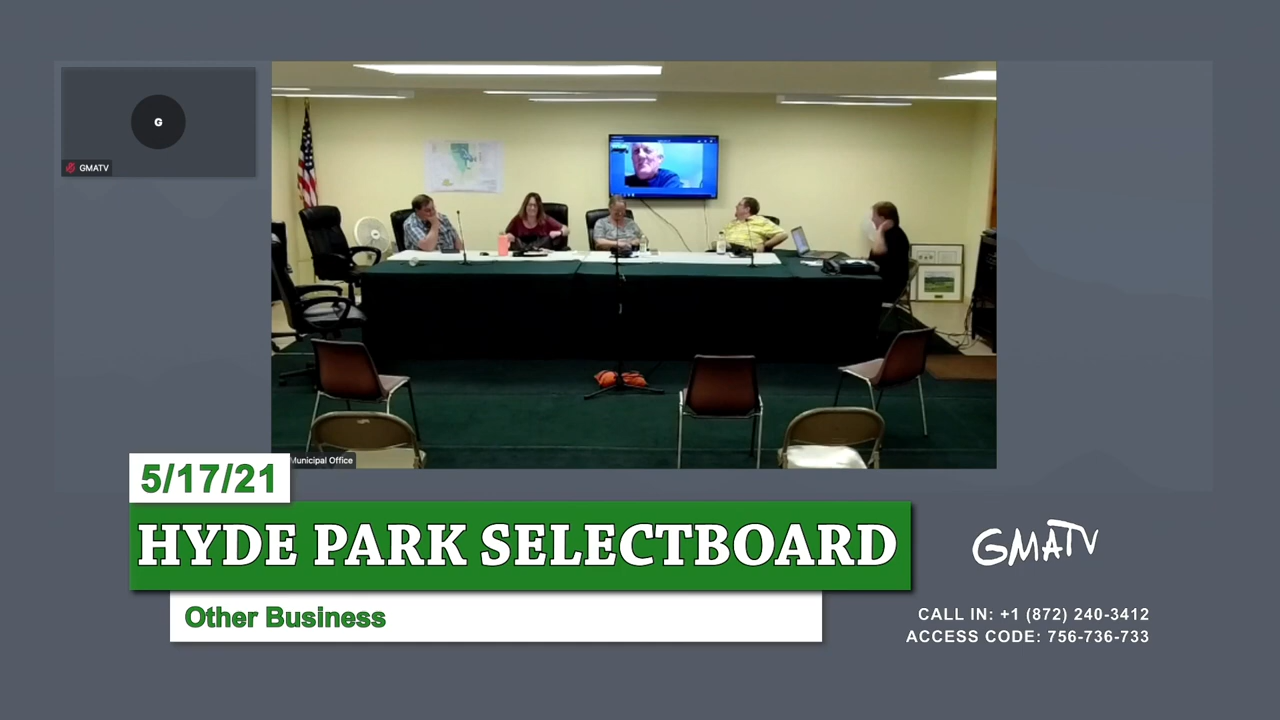 G
GMATV
Municipal Office
5/17/21
HYDE PARK SELECTBOARD
Other Business
GMATV
CALL IN: +1 (872) 240-3412
ACCESS CODE: 756-736-733